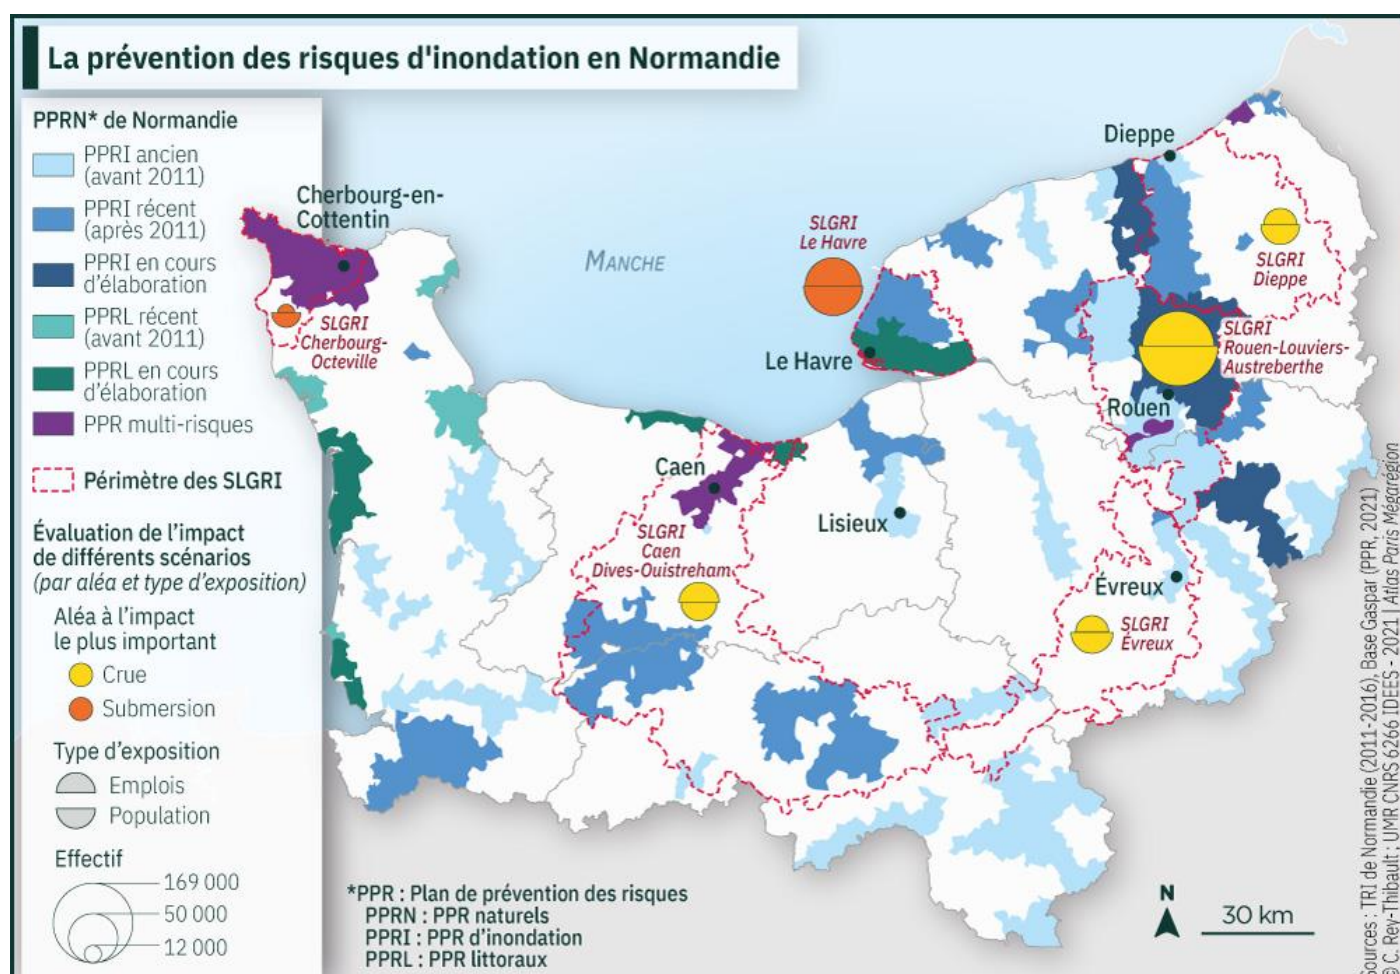 La prévention des risques d'inondation en Normandie
PPRN* de Normandie
PPRI ancien
(avant 2011)
PPRI récent
(après 2011)
PPRI en cours
d'élaboration
PPRL récent
(avant 2011)
PPRL en cours
d'élaboration
PPR multi-risques
Périmètre des SLGRI
Évaluation de l'impact
de différents scénarios
(par aléa et type d'exposition)
Aléa à l'impact
le plus important
Crue
Submersion
Type d'exposition
Emplois
Population
Effectif
169 000
50 000
12 000
Cherbourg-en-
Cottentin
SLGRI
Cherbourg-
Octeville
MANCHE
SLGRI
Le Havre
Le Havre
Dieppe
SLGRI
Dieppe
SLGRI
Rouen-Louviers-
Austreberthe
Rouen
Caen
SLGRI
Caen
Dives-Ouistreham
Lisieux
Évreux
SLGRI
Évreux
*PPR : Plan de prévention des risques
PPRN : PPR naturels
PPRI : PPR d'inondation
PPRL : PPR littoraux
N
30 km
Sources : TRI de Normandie (2011-2016), Base Gaspar (PPR, 2021)
© C. Rey-Thibault ; UMR CNRS 6266 IDEES - 2021 | Atlas Paris Mégarégion